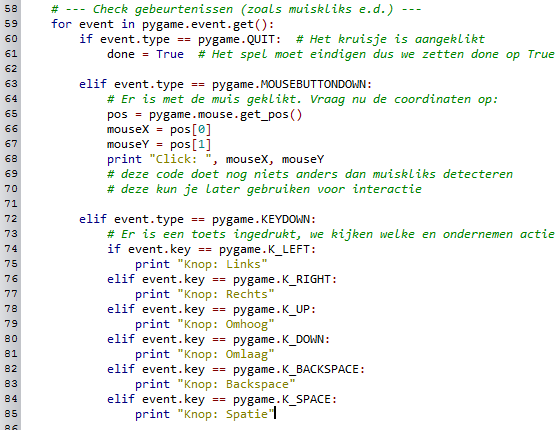 58 # --- Check gebeurtenissen (zoals muiskliks e.d.) ---
59 for event in pygame.event.get():
60 if event.type == pygame.QUIT: # Het kruisje is aangeklikt
61 done = True # Het spel moet eindigen dus we zetten done op True
62
63 elif event.type == pygame.MOUSEBUTTONDOWN:
64 # Er is met de muis geklikt. Vraag nu de coordinaten op:
65 pos = pygame.mouse.get_pos()
66 mouseX = pos[0]
67 mouseY = pos[1]
68 print "Click: ", mouseX, mouseY
69 # deze code doet nog niets anders dan muiskliks detecteren
70 # deze kun je later gebruiken voor interactie
71
72 elif event.type == pygame.KEYDOWN:
73 # Er is een toets ingedrukt, we kijken welke en ondernemen actie
74 if event.key == pygame.K_LEFT:
75 print "Knop: Links"
76 elif event.key == pygame.K_RIGHT:
77 print "Knop: Rechts"
78 elif event.key == pygame.K_UP:
79 print "Knop: Omhoog"
80 elif event.key == pygame.K_DOWN:
81 print "Knop: Omlaag"
82 elif event.key == pygame.K_BACKSPACE:
83 print "Knop: Backspace"
84 elif event.key == pygame.K_SPACE:
85 print "Knop: Spatie"
86